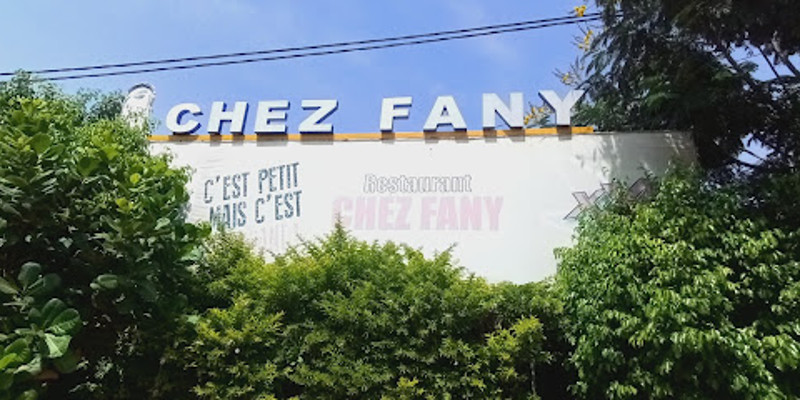 CHEZ FANY
C'EST PETIT
MAIS C'EST
Restaurant
CHEZ FANY